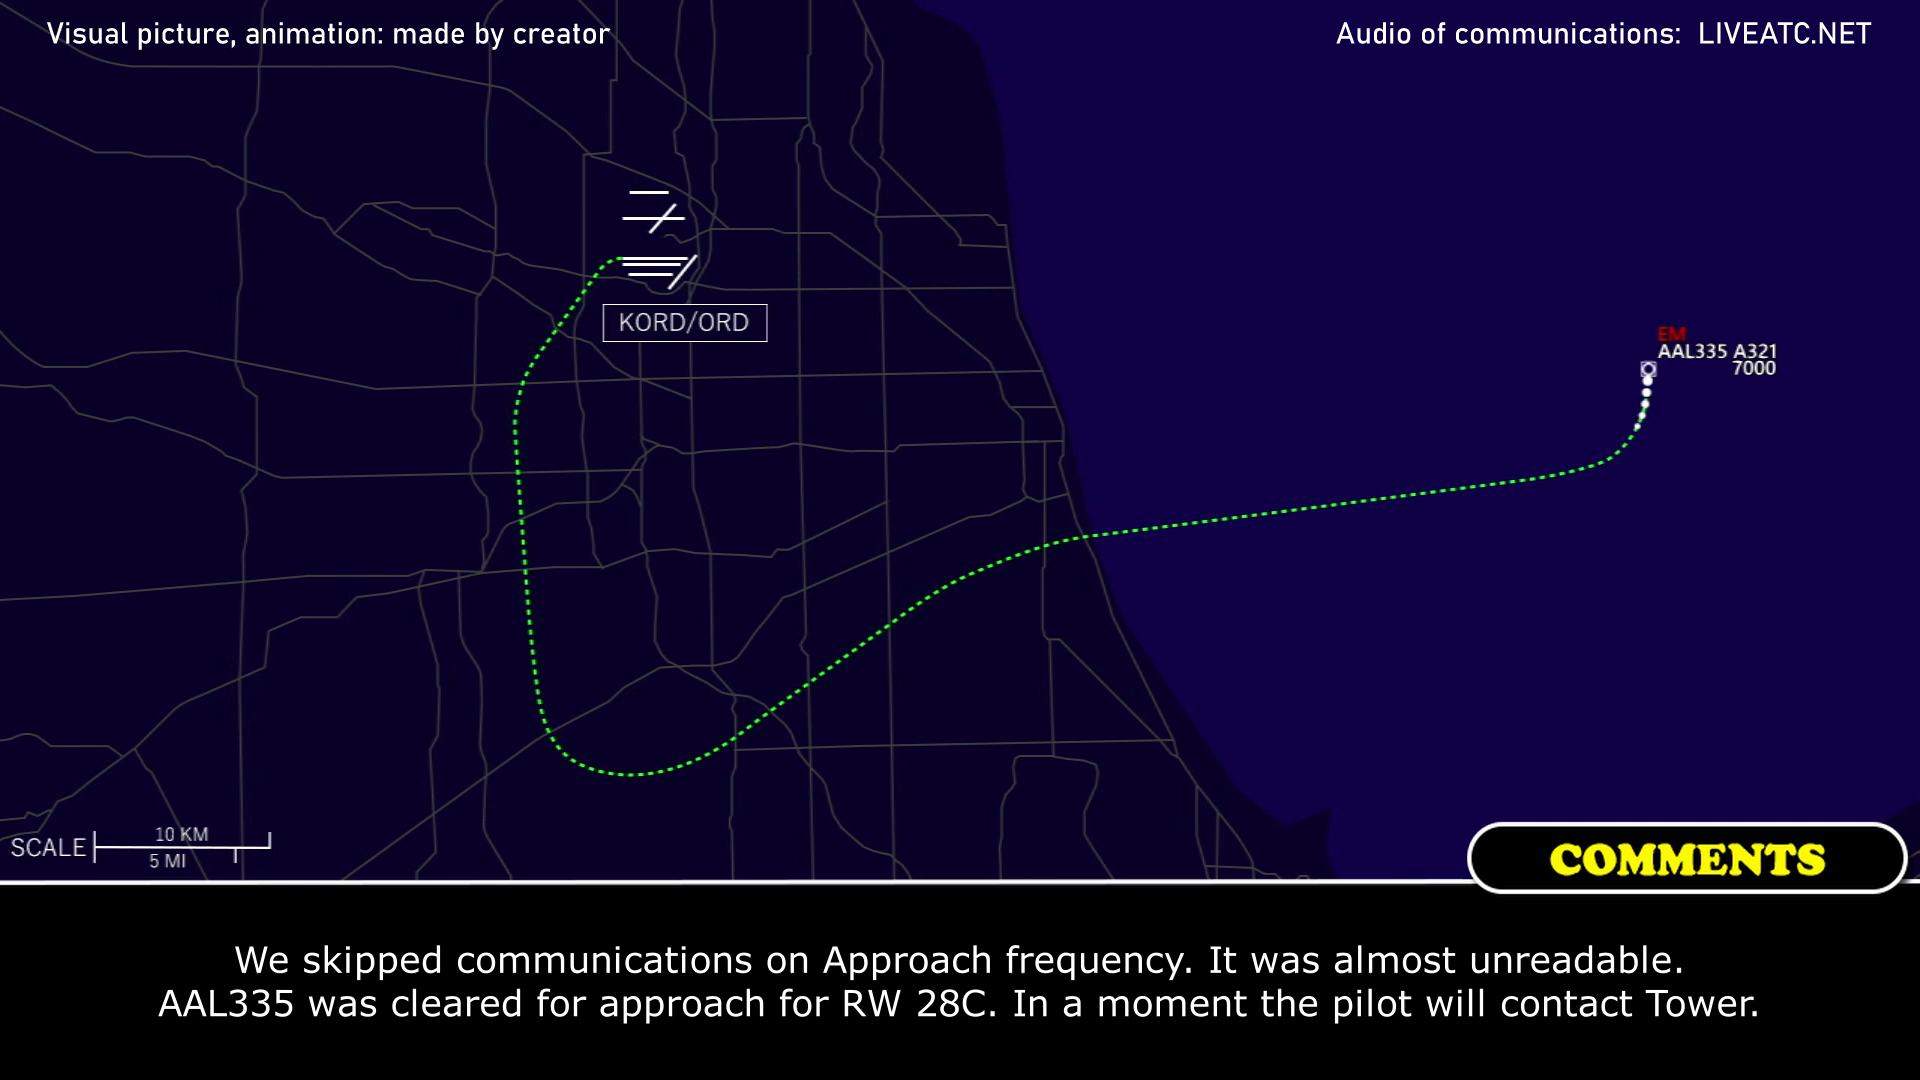 Visual picture, animation: made by creator
Audio of communications: LIVEATC.NET
KORD/ORD
EM
AAL335 A321
7000
SCALE
10 KM
5 MI
COMMENTS
We skipped communications on Approach frequency. It was almost unreadable.
AAL335 was cleared for approach for RW 28C. In a moment the pilot will contact Tower.